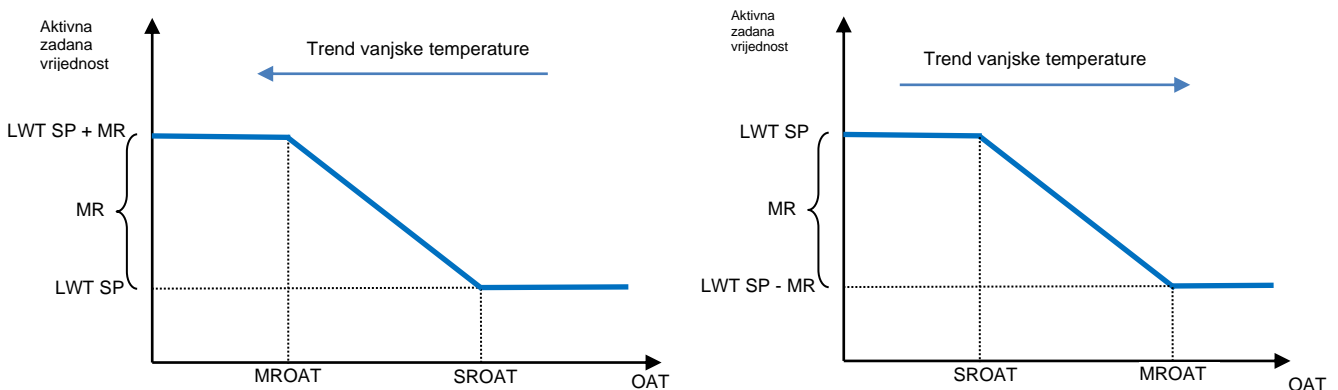 Aktivna
zadana
vrijednost
Trend vanjske temperature
LWT SP + MR
MR
LWT SP
MROAT
SROAT
OAT
Aktivna
zadana
vrijednost
Trend vanjske temperature
LWT SP
MR
LWT SP - MR
SROAT
MROAT
OAT